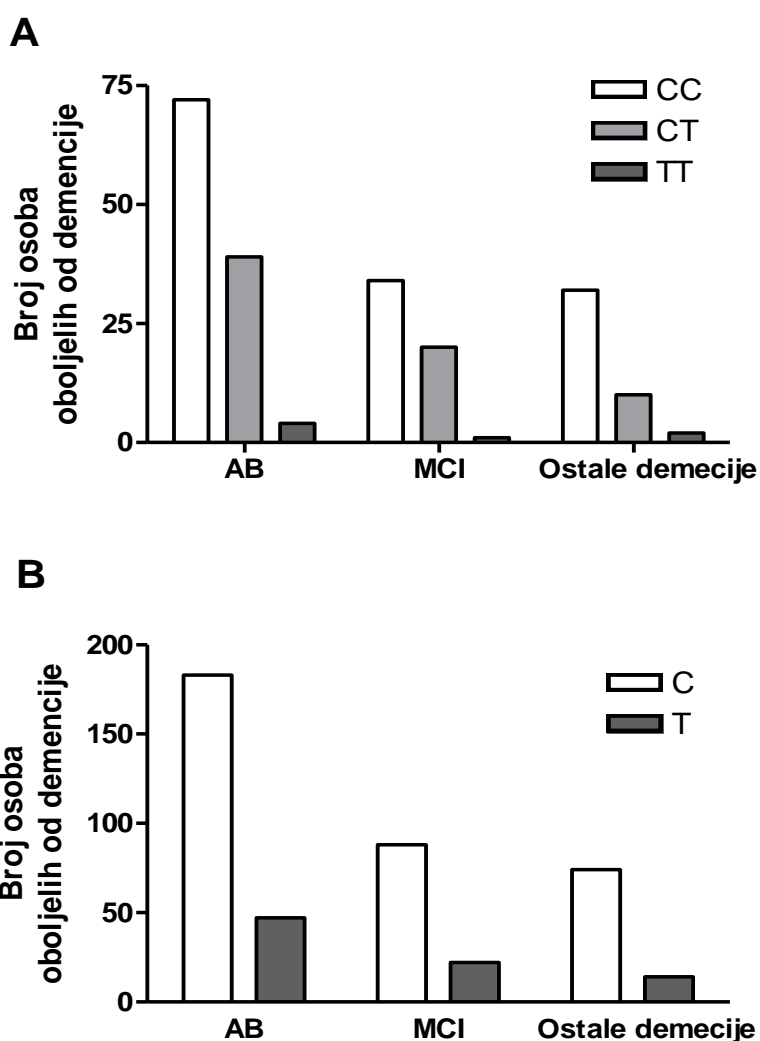 A
75
50
25
0
Broj osoba
oboljelih od demencije
CC
CT
TT
AB MCI Ostale demecije
B
200
150
100
50
0
Broj osoba
oboljelih od demencije
C
T
AB MCI Ostale demecije